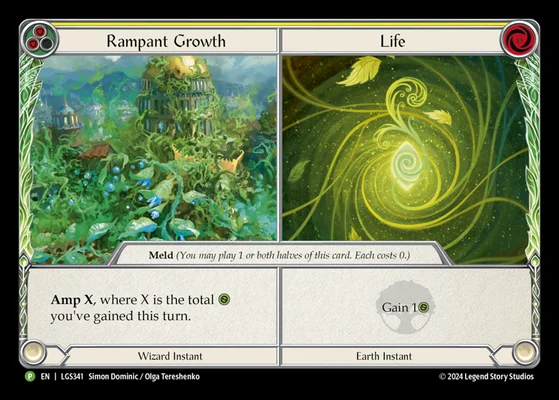 Rampant Growth
Life
Meld (You may play 1 or both halves of this card. Each costs 0.)
Amp X, where X is the total
you've gained this turn.
Gain 1
Wizard Instant
Earth Instant
P EN | LGS341 Simon Dominic / Olga Tereshenko
© 2024 Legend Story Studios